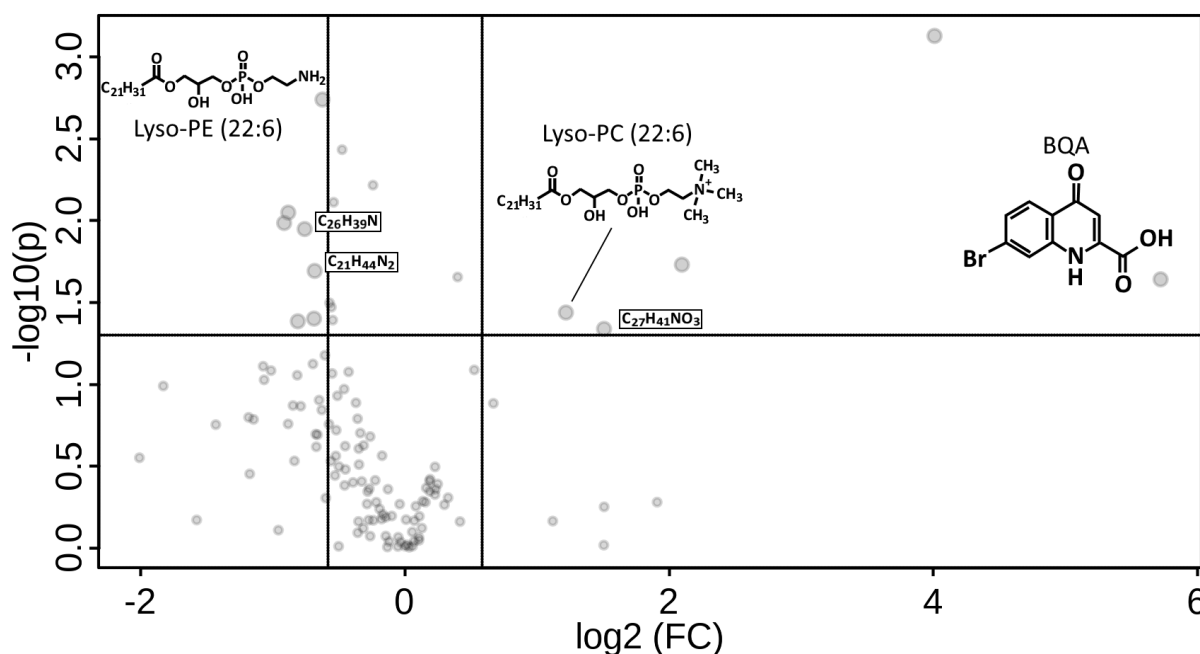 -log10(p)
3.0
2.5
2.0
1.5
1.0
0.5
0.0
-2
0
2
4
6
log2 (FC)
O
C₂₁H₃₁
O
OH
O
O
P
OH
O
NH₂
Lyso-PE (22:6)
C₂₆H₃₉N
C₂₁H₄₄N₂
Lyso-PC (22:6)
O
C₂₁H₃₁
O
OH
O
O
P
OH
O
N⁺
CH₃
CH₃
CH₃
C₂₇H₄₁NO₃
BQA
O
Br
N
H
OH
O